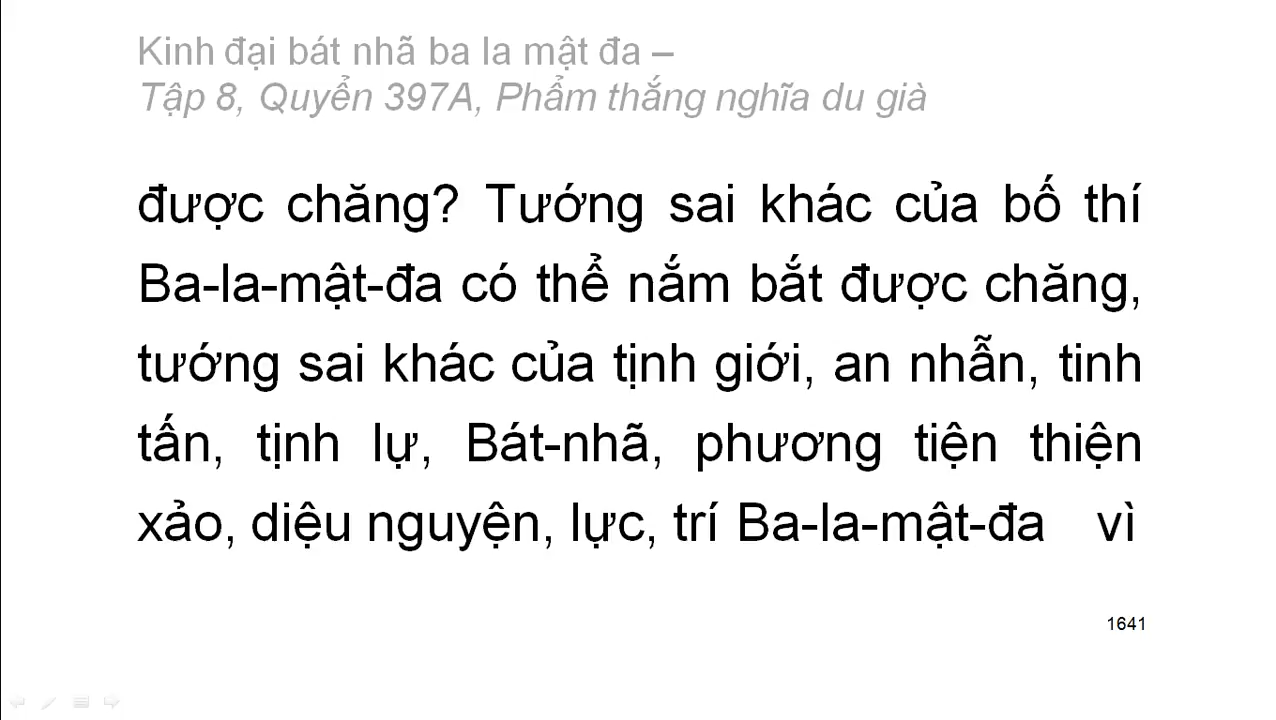 Kinh đại bát nhã ba la mật đa –
Tập 8, Quyển 397A, Phẩm thắng nghĩa du già
được chăng? Tướng sai khác của bố thí
Ba-la-mật-đa có thể nắm bắt được chăng,
tướng sai khác của tịnh giới, an nhẫn, tinh
tấn, tịnh lự, Bát-nhã, phương tiện thiện
xảo, diệu nguyện, lực, trí Ba-la-mật-đa vì
1641